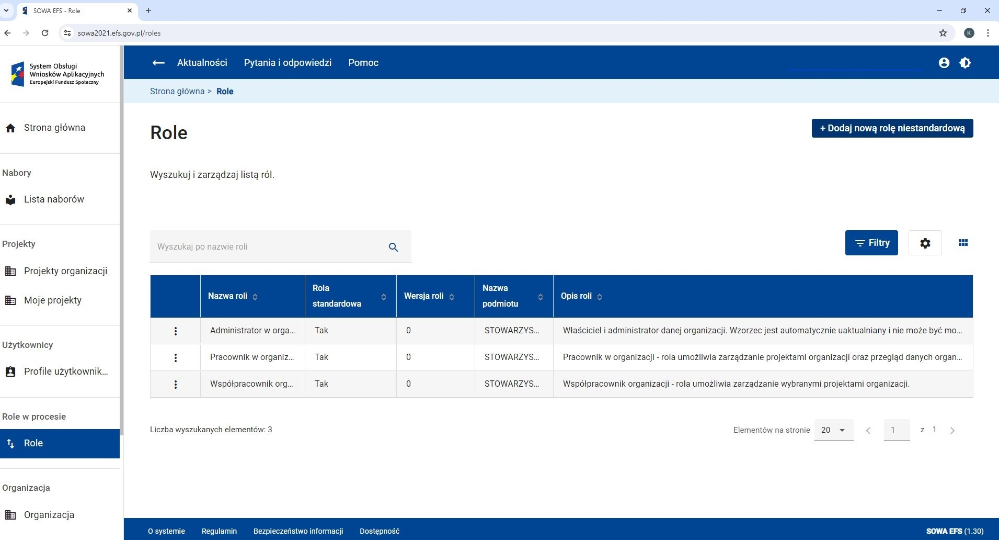 SOWA EFS - Role
sowa2021.efs.gov.pl/roles
K
System Obsługi
Wniosków Aplikacyjnych
Europejski Fundusz Społeczny
Aktualności
Pytania i odpowiedzi
Pomoc
Strona główna > Role
Strona główna
Nabory
Lista naborów
Projekty
Projekty organizacji
Moje projekty
Użytkownicy
Profile użytkownik...
Role w procesie
Role
Organizacja
Organizacja
Role
+ Dodaj nową rolę niestandardową
Wyszukuj i zarządzaj listą ról.
Wyszukaj po nazwie roli
Filtry
Nazwa roli
Rola
standardowa
Wersja roli
Nazwa
podmiotu
Opis roli
Administrator w orga... Tak 0 STOWARZYS... Właściciel i administrator danej organizacji. Wzorzec jest automatycznie uaktualniany i nie może być mo...
Pracownik w organiz... Tak 0 STOWARZYS... Pracownik w organizacji - rola umożliwia zarządzanie projektami organizacji oraz przegląd danych organ...
Współpracownik org... Tak 0 STOWARZYS... Współpracownik organizacji - rola umożliwia zarządzanie wybranymi projektami organizacji.
Liczba wyszukanych elementów: 3
Elementów na stronie 20 1 z 1
O systemie
Regulamin
Bezpieczeństwo informacji
Dostępność
SOWA EFS (1.30)